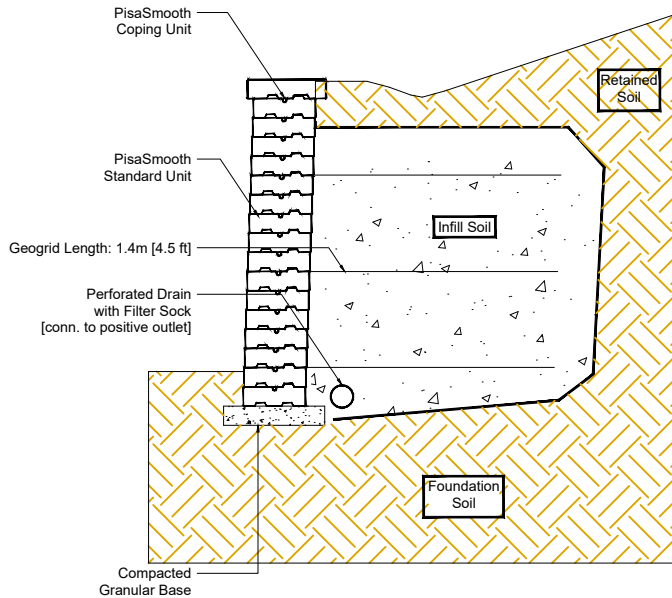 PisaSmooth
Coping Unit
Retained
Soil
PisaSmooth
Standard Unit
Infill Soil
Geogrid Length: 1.4m [4.5 ft]
Perforated Drain
with Filter Sock
[conn. to positive outlet]
Foundation
Soil
Compacted
Granular Base